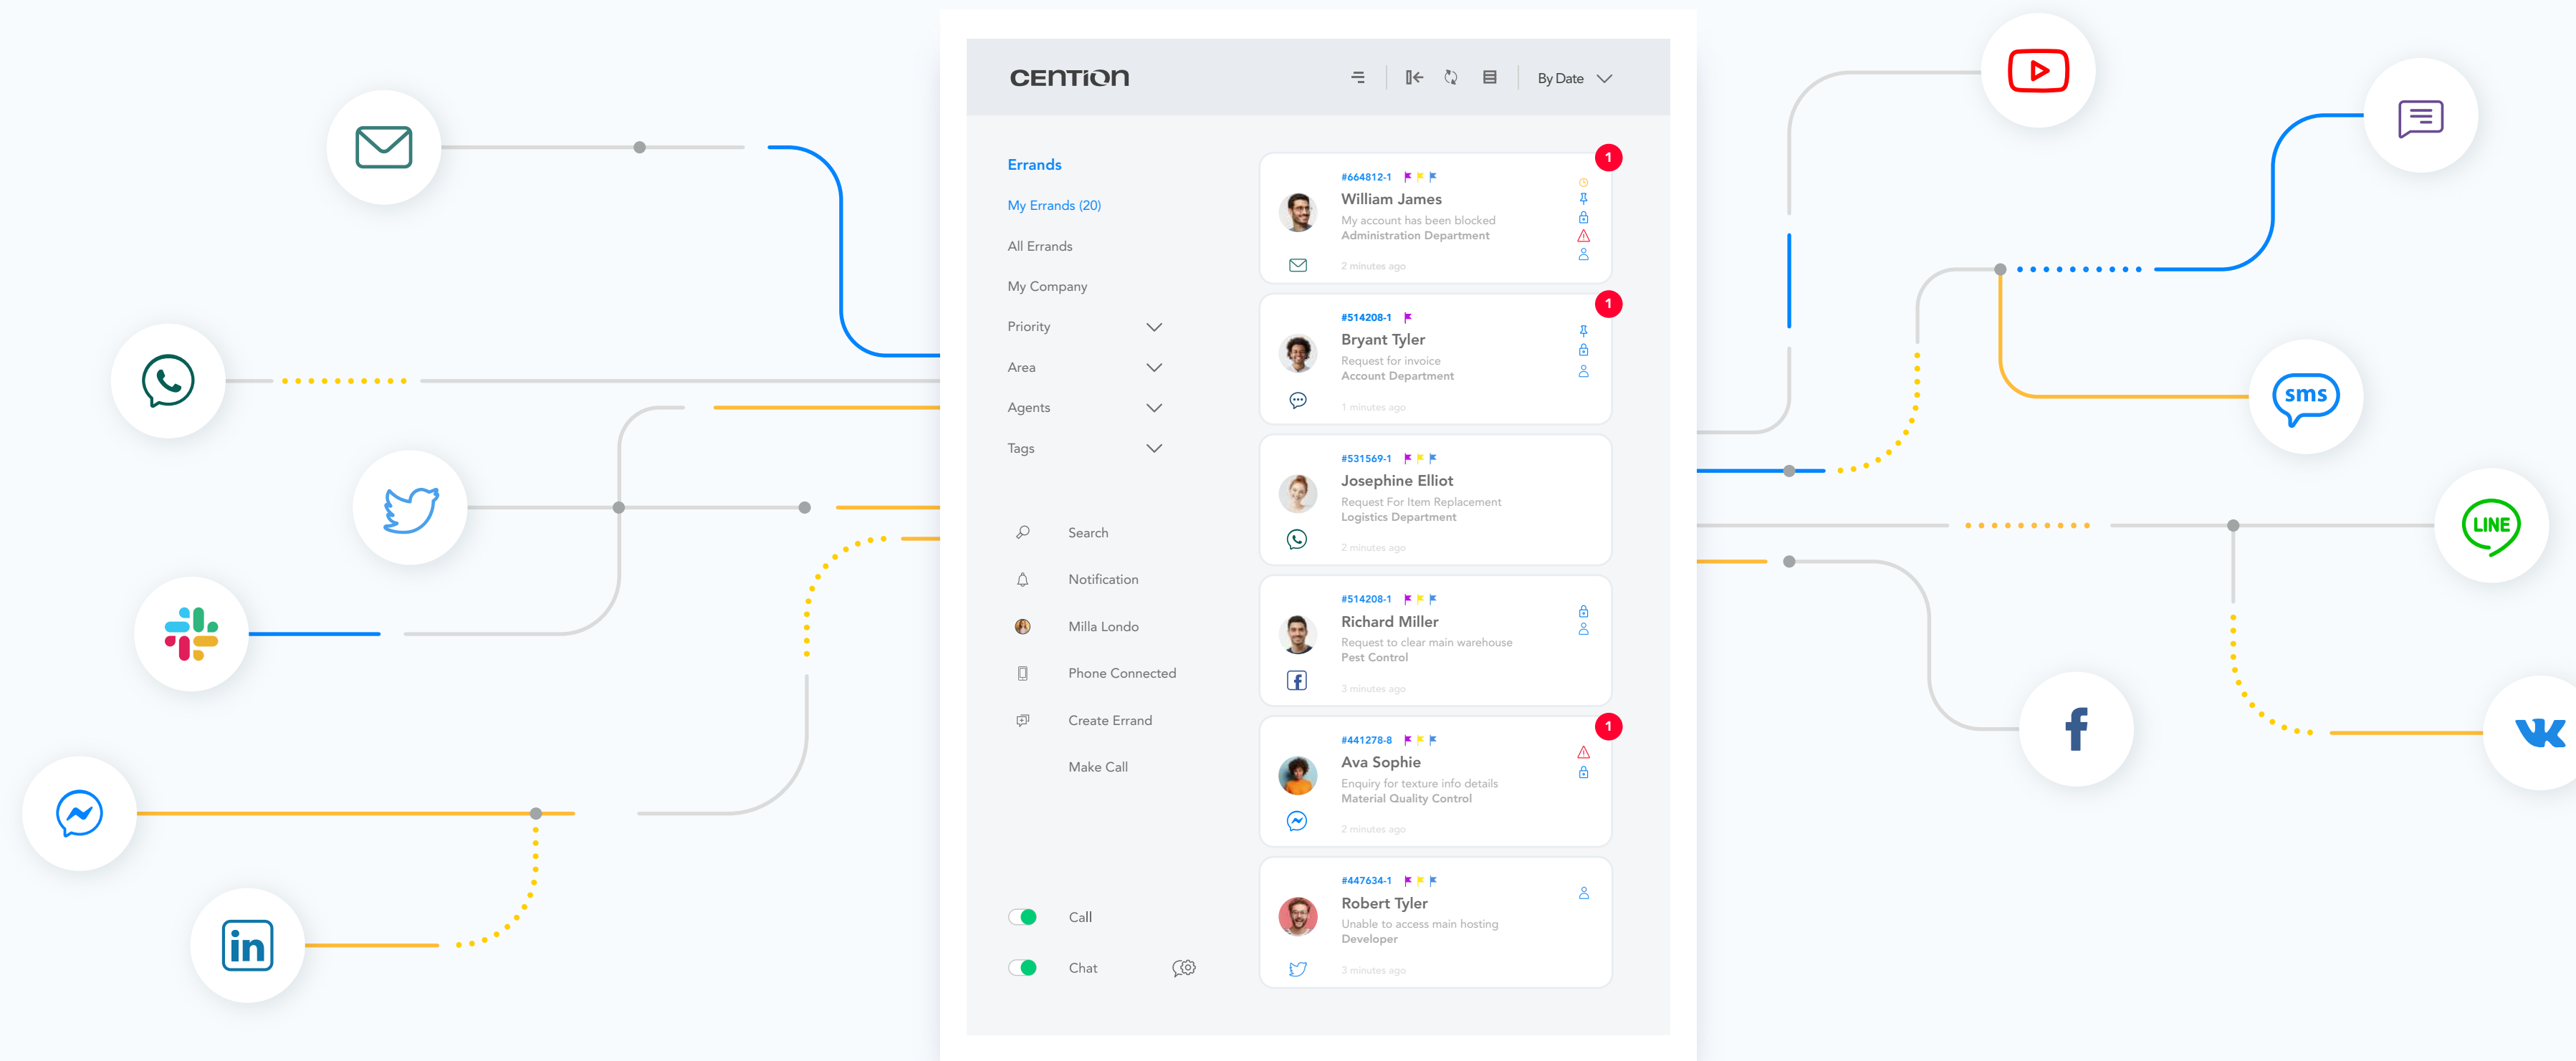 CENTION
By Date
Errands
My Errands (20)
All Errands
My Company
Priority
Area
Agents
Tags
Search
Notification
Milla Londo
Phone Connected
Create Errand
Make Call
Call
Chat
1
#664812-1
William James
My account has been blocked
Administration Department
2 minutes ago
1
#514208-1
Bryant Tyler
Request for invoice
Account Department
1 minutes ago
#531569-1
Josephine Elliot
Request For Item Replacement
Logistics Department
2 minutes ago
#514208-1
Richard Miller
Request to clear main warehouse
Pest Control
3 minutes ago
1
#441278-8
Ava Sophie
Enquiry for texture info details
Material Quality Control
2 minutes ago
#447634-1
Robert Tyler
Unable to access main hosting
Developer
3 minutes ago
in
sms
LINE
f
VK